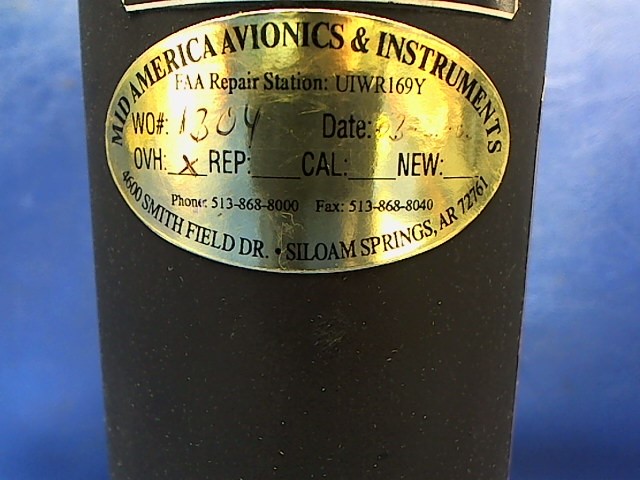 MID AMERICA AVIONICS & INSTRUMENTS
FAA Repair Station: UIWR169Y
WO#: 1304 Date: 03
OVH: X REP: CAL: NEW:
Phone: 513-868-8000 Fax: 513-868-8040
4600 SMITH FIELD DR. • SILOAM SPRINGS, AR 72761